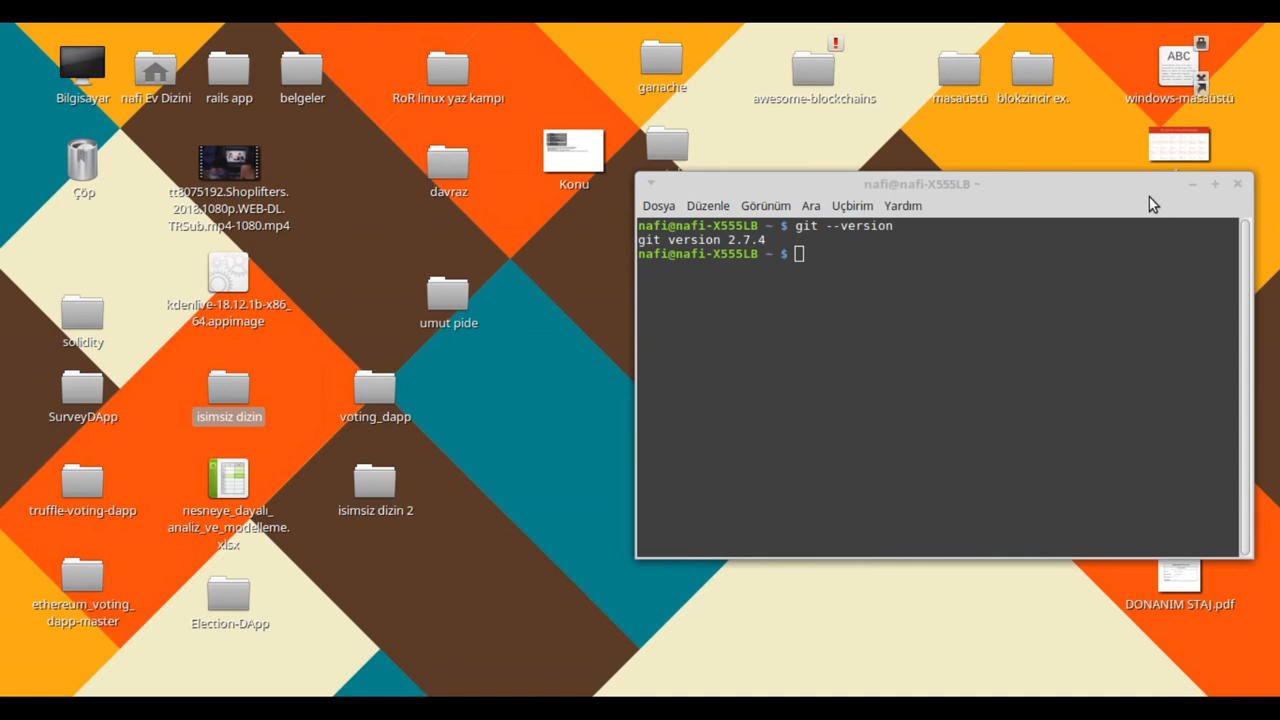 Bilgisayar
nafi Ev Dizini
rails app
belgeler
RoR linux yaz kampı
ganache
awesome-blockchains
masaüstü
blokzincir ex.
ABC
windows-masaüstü
Çöp
tt8075192.Shoplifters.
2018.1080p.WEB-DL.
TRSub.mp4-1080.mp4
davraz
Konu
nafi@nafi-X555LB ~
Dosya Düzenle Görünüm Ara Uçbirim Yardım
nafi@nafi-X555LB ~ $ git --version
git version 2.7.4
nafi@nafi-X555LB ~ $
solidity
kdenlive-18.12.1b-x86_
64.appimage
umut pide
SurveyDApp
isimsiz dizin
voting_dapp
truffle-voting-dapp
nesneye_dayalı_
analiz_ve_modelleme.
xlsx
isimsiz dizin 2
ethereum_voting_
dapp-master
Election-DApp
DONANIM STAJ.pdf